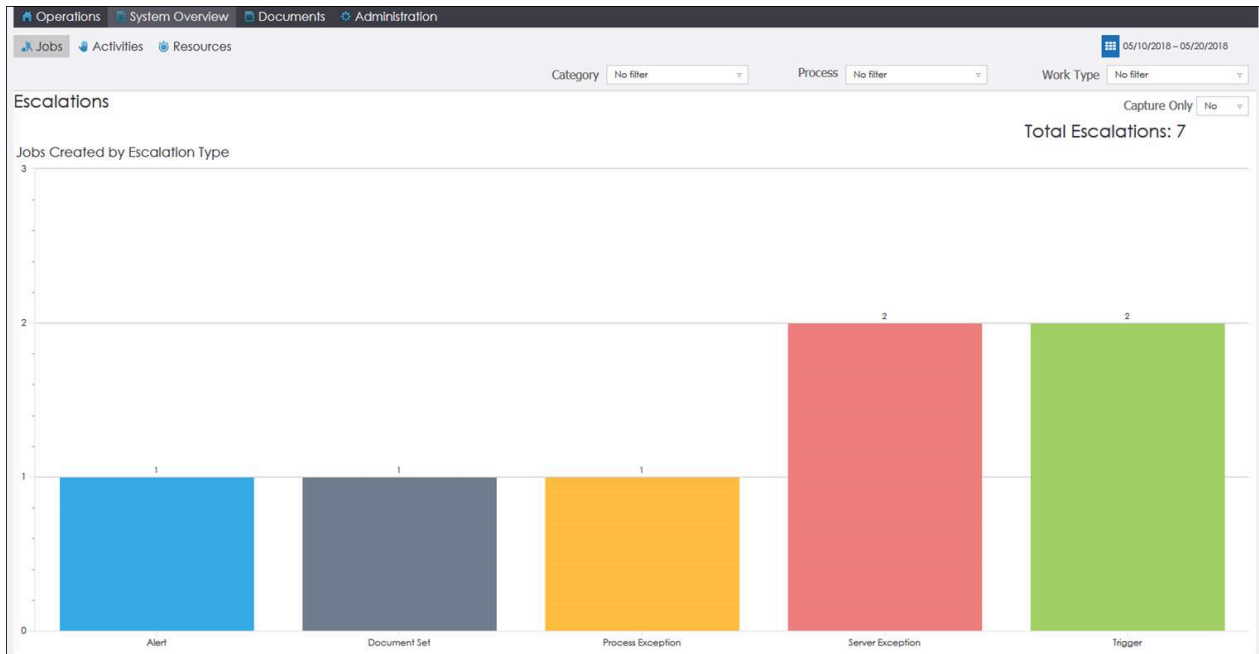 Operations System Overview Documents Administration
Jobs Activities Resources 05/10/2018 – 05/20/2018
Category No filter Process No filter Work Type No filter
Escalations
Capture Only No
Total Escalations: 7
Jobs Created by Escalation Type
3
2
2 2
1 1 1
1
0
Alert Document Set Process Exception Server Exception Trigger